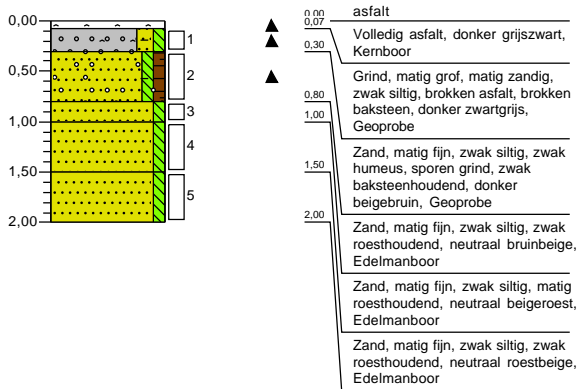 0,00
0,50
1,00
1,50
2,00
1
2
3
4
5
0,00
asfalt
0,07
Volledig asfalt, donker grijszwart,
Kernboor
0,30
Grind, matig grof, matig zandig,
zwak siltig, brokken asfalt, brokken
baksteen, donker zwartgrijs,
Geoprobe
0,80
Zand, matig fijn, zwak siltig, zwak
humeus, sporen grind, zwak
baksteenhoudend, donker
beigebruin, Geoprobe
1,00
Zand, matig fijn, zwak siltig, zwak
roesthoudend, neutraal bruinbeige,
Edelmanboor
1,50
Zand, matig fijn, zwak siltig, matig
roesthoudend, neutraal beigeroest,
Edelmanboor
2,00
Zand, matig fijn, zwak siltig, zwak
roesthoudend, neutraal roestbeige,
Edelmanboor